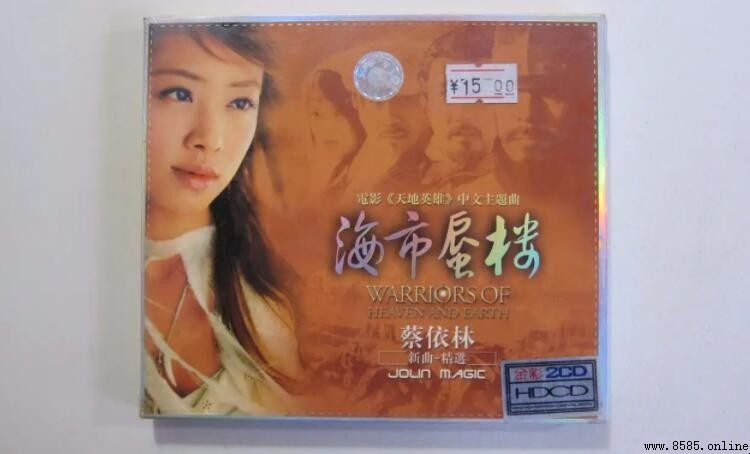 ¥15.00
電影《天地英雄》中文主題曲
海市蜃楼
WARRIORS OF
HEAVEN AND EARTH
蔡依林
新曲-精選
JOLIN MAGIC
金彩 2CD
HDCD
www.8585.online